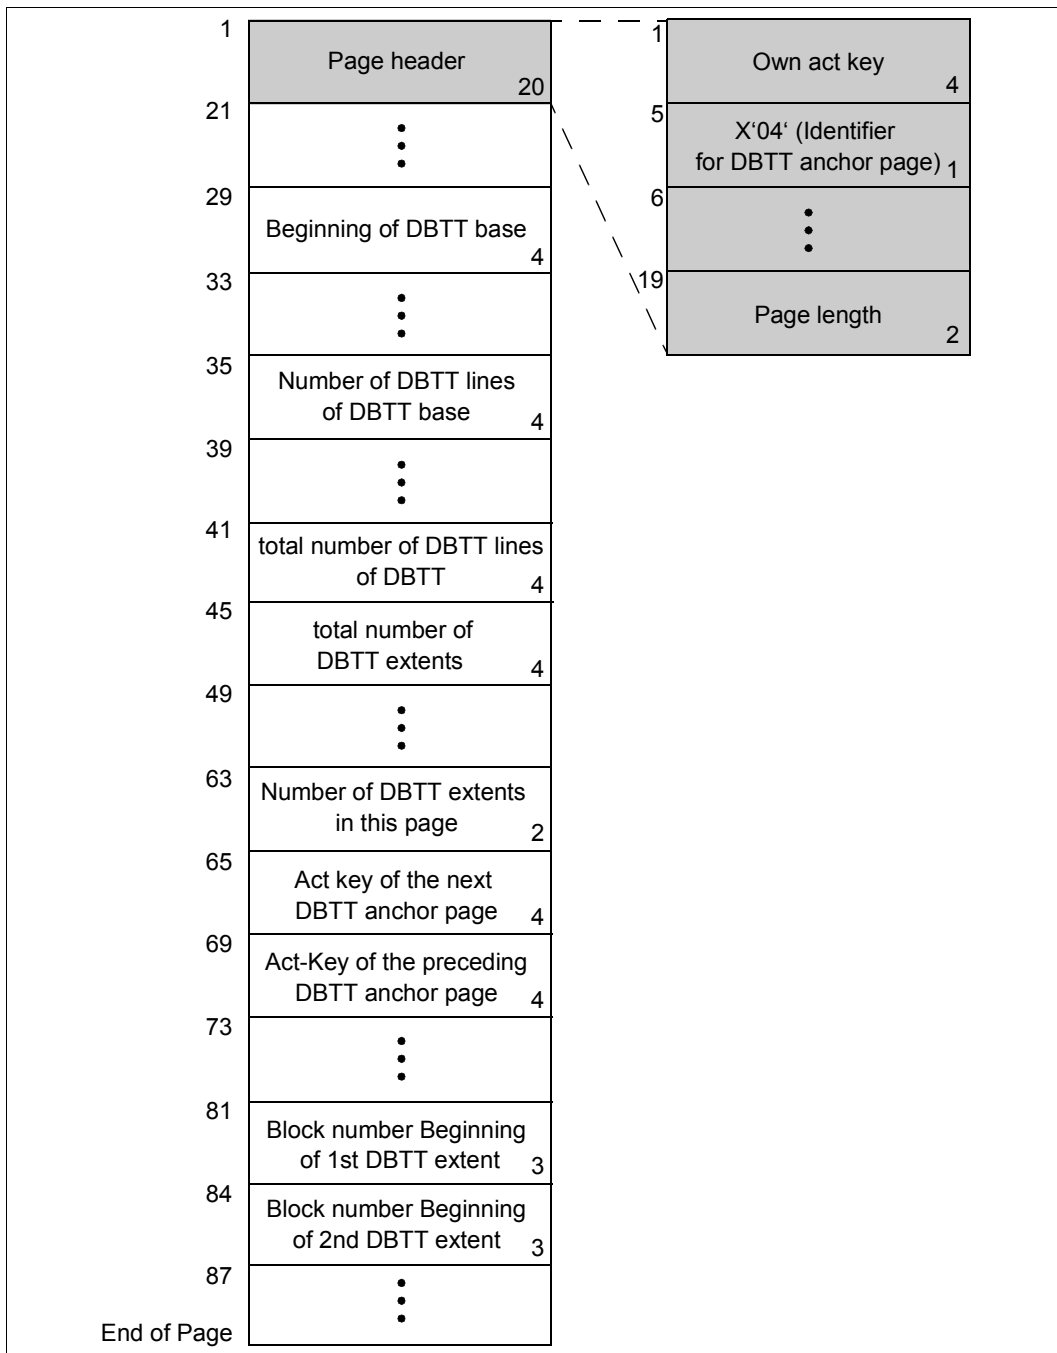 1
Page header
20
21
29
Beginning of DBTT base
4
33
35
Number of DBTT lines
of DBTT base
4
39
41
total number of DBTT lines
of DBTT
4
45
total number of
DBTT extents
4
49
63
Number of DBTT extents
in this page
2
65
Act key of the next
DBTT anchor page
4
69
Act-Key of the preceding
DBTT anchor page
4
73
81
Block number Beginning
of 1st DBTT extent
3
84
Block number Beginning
of 2nd DBTT extent
3
87
End of Page
1
Own act key
4
5
X‘04‘ (Identifier
for DBTT anchor page)
1
6
19
Page length
2